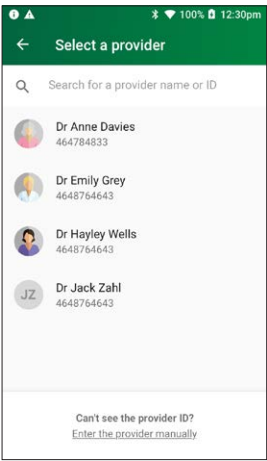 100% 12:30pm
Select a provider
Search for a provider name or ID
Dr Anne Davies
464784833
Dr Emily Grey
4648764643
Dr Hayley Wells
4648764643
JZ
Dr Jack Zahl
4648764643
Can't see the provider ID?
Enter the provider manually